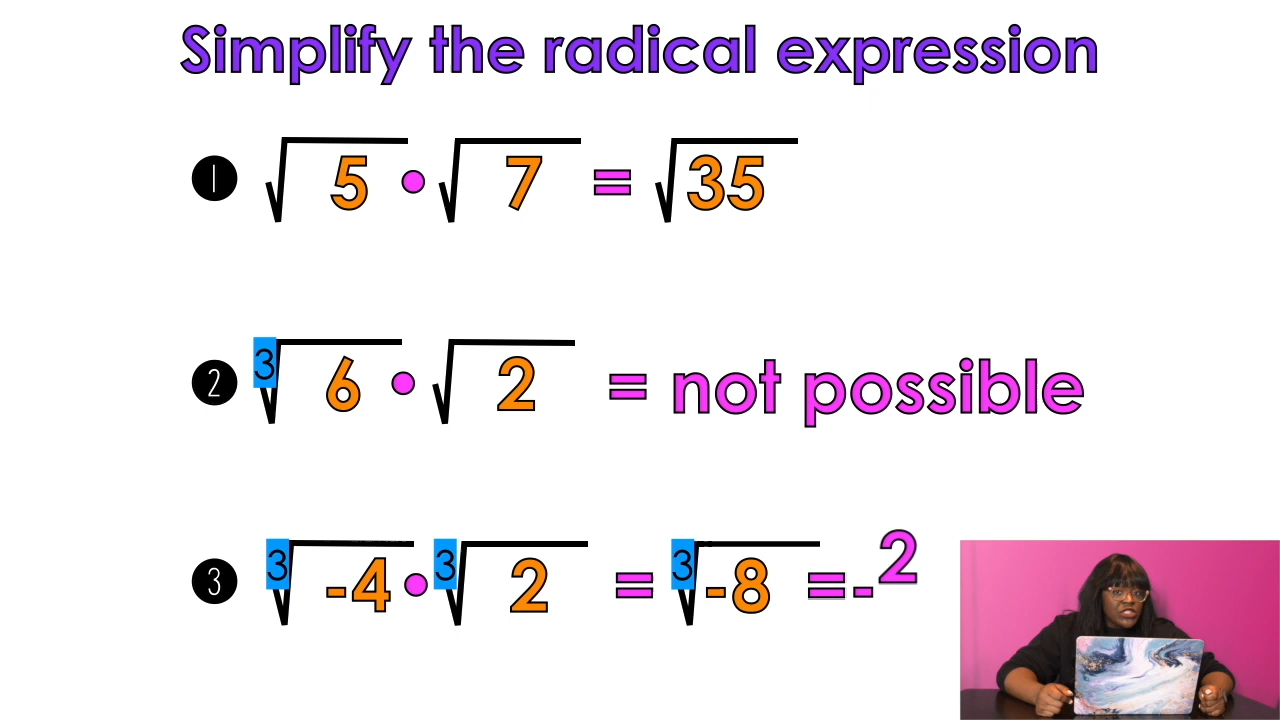 Simplify the radical expression
1 √5 • √7 = √35
2 ∛6 • √2 = not possible
3 ∛-4 • ∛2 = ∛-8 = -2